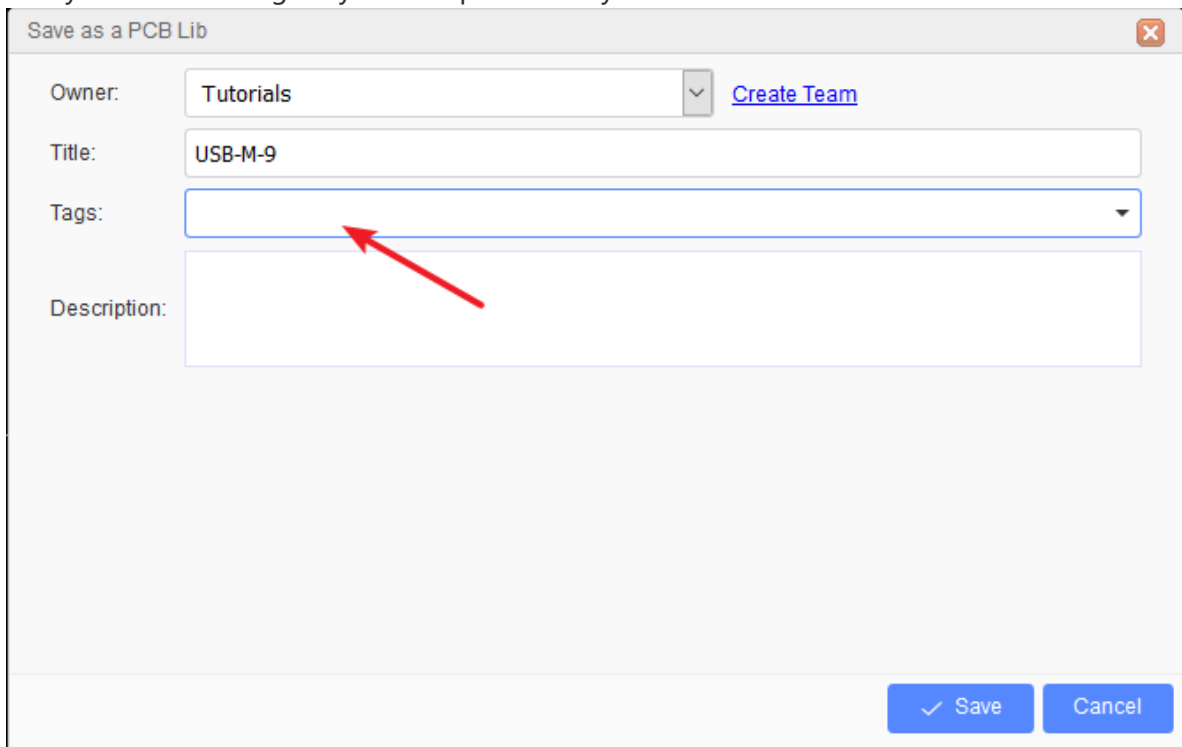 Save as a PCB Lib
Owner: Tutorials Create Team
Title: USB-M-9
Tags:
Description:
Save Cancel